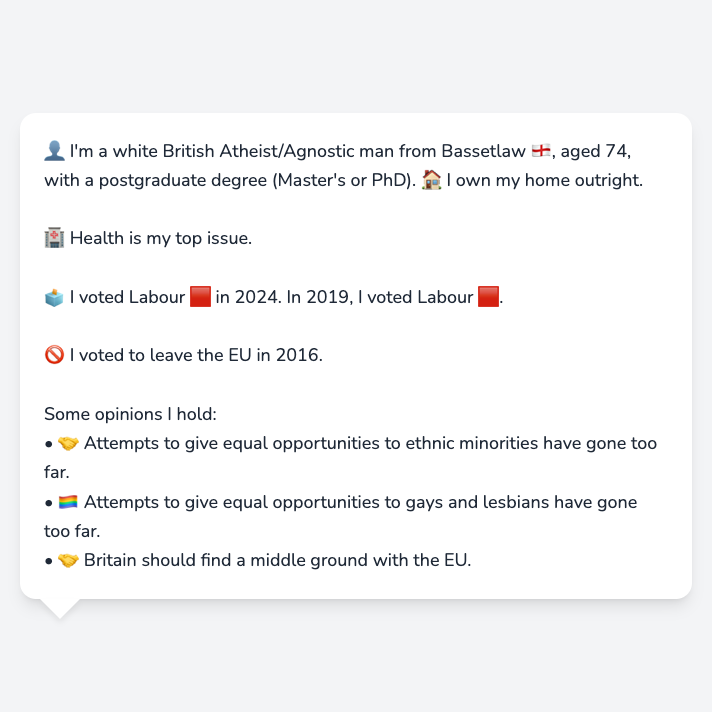 👤 I'm a white British Atheist/Agnostic man from Bassetlaw 🏴󠁧󠁢󠁥󠁮󠁧󠁿, aged 74,
with a postgraduate degree (Master's or PhD). 🏠 I own my home outright.
🏥 Health is my top issue.
🗳️ I voted Labour 🟥 in 2024. In 2019, I voted Labour 🟥.
🚫 I voted to leave the EU in 2016.
Some opinions I hold:
• 🤝 Attempts to give equal opportunities to ethnic minorities have gone too
far.
• 🏳️‍🌈 Attempts to give equal opportunities to gays and lesbians have gone
too far.
• 🤝 Britain should find a middle ground with the EU.